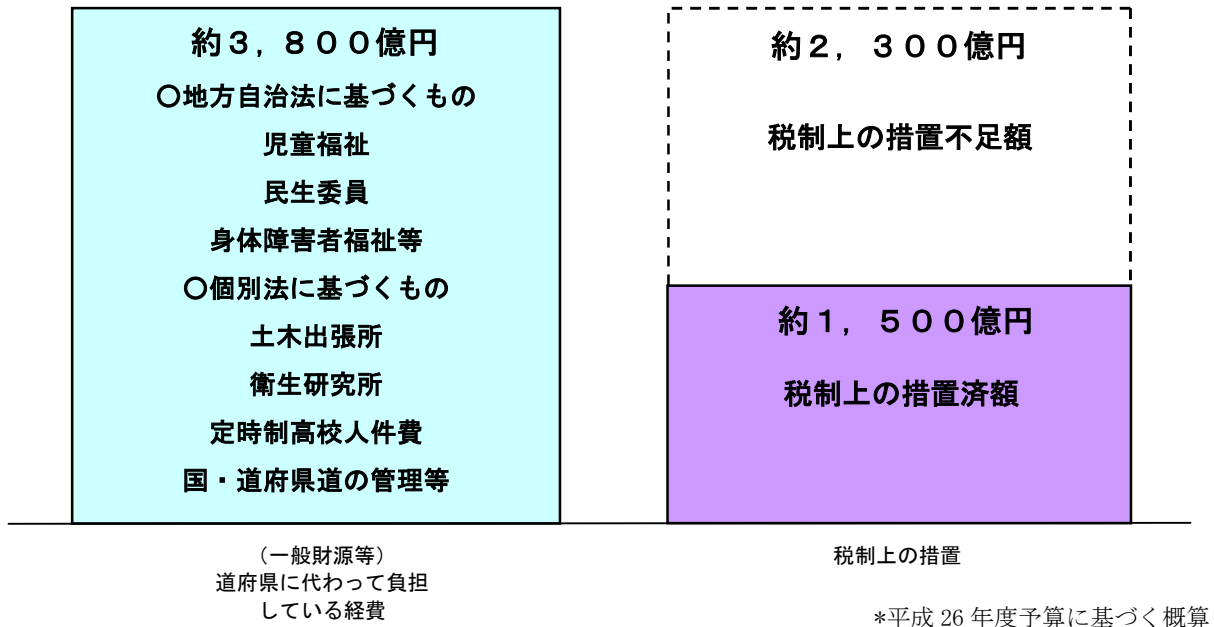 約３，８００億円
〇地方自治法に基づくもの
児童福祉
民生委員
身体障害者福祉等
〇個別法に基づくもの
土木出張所
衛生研究所
定時制高校人件費
国・道府県道の管理等
（一般財源等）
道府県に代わって負担
している経費
約２，３００億円
税制上の措置不足額
約１，５００億円
税制上の措置済額
税制上の措置
*平成 26 年度予算に基づく概算